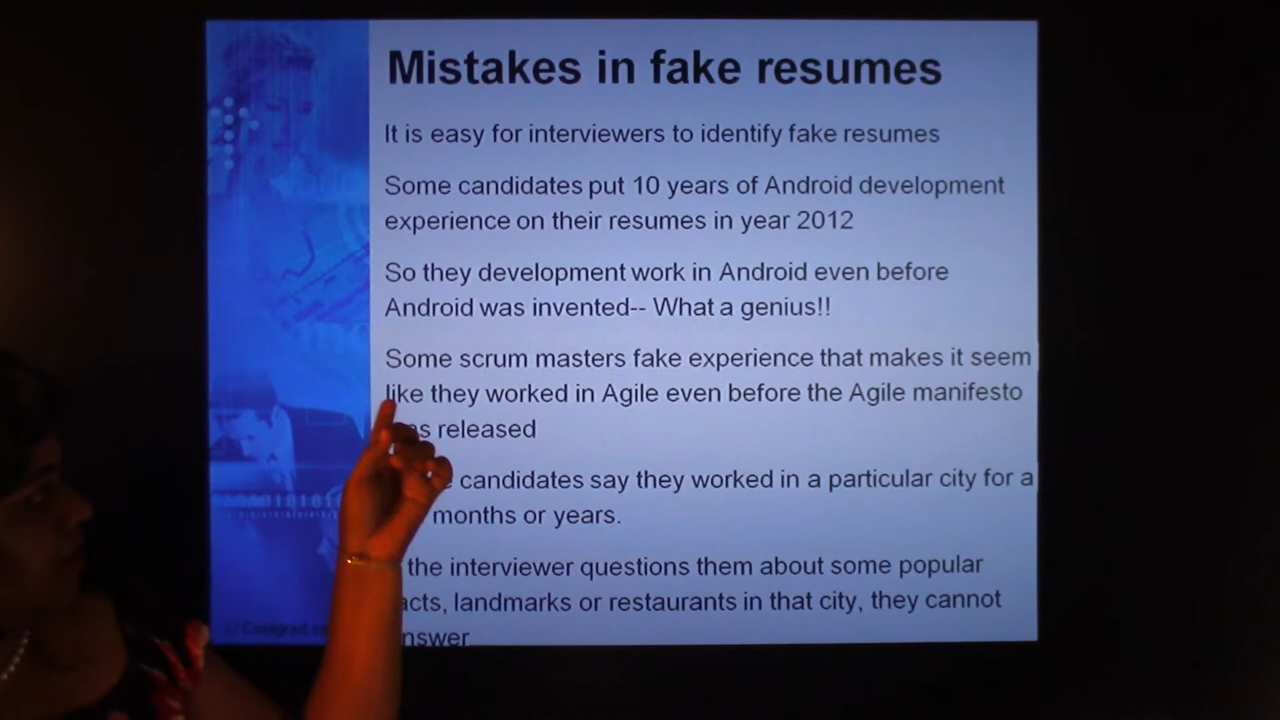 Mistakes in fake resumes
It is easy for interviewers to identify fake resumes
Some candidates put 10 years of Android development
experience on their resumes in year 2012
So they development work in Android even before
Android was invented-- What a genius!!
Some scrum masters fake experience that makes it seem
like they worked in Agile even before the Agile manifesto
released
candidates say they worked in a particular city for a
months or years.
the interviewer questions them about some popular
acts, landmarks or restaurants in that city, they cannot
nswer